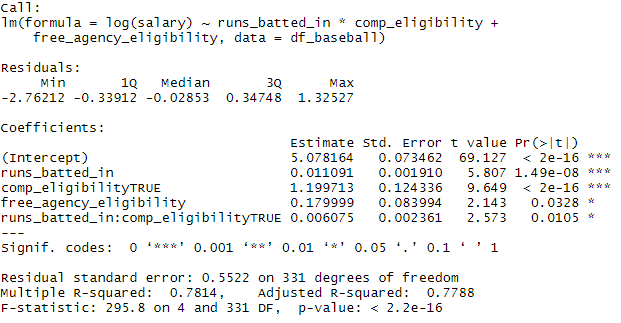 Call:
lm(formula = log(salary) ~ runs_batted_in * comp_eligibility +
    free_agency_eligibility, data = df_baseball)

Residuals:
     Min       1Q   Median       3Q      Max
-2.76212 -0.33912 -0.02853  0.34748  1.32527

Coefficients:
                                    Estimate Std. Error t value Pr(>|t|)
(Intercept)                         5.078164   0.073462  69.127  < 2e-16 ***
runs_batted_in                      0.011091   0.001910   5.807 1.49e-08 ***
comp_eligibilityTRUE                1.199713   0.124336   9.649  < 2e-16 ***
free_agency_eligibility             0.179999   0.083994   2.143   0.0328 *
runs_batted_in:comp_eligibilityTRUE 0.006075   0.002361   2.573   0.0105 *
---
Signif. codes:  0 ‘***’ 0.001 ‘**’ 0.01 ‘*’ 0.05 ‘.’ 0.1 ‘ ’ 1

Residual standard error: 0.5522 on 331 degrees of freedom
Multiple R-squared:  0.7814,    Adjusted R-squared:  0.7788
F-statistic: 295.8 on 4 and 331 DF,  p-value: < 2.2e-16